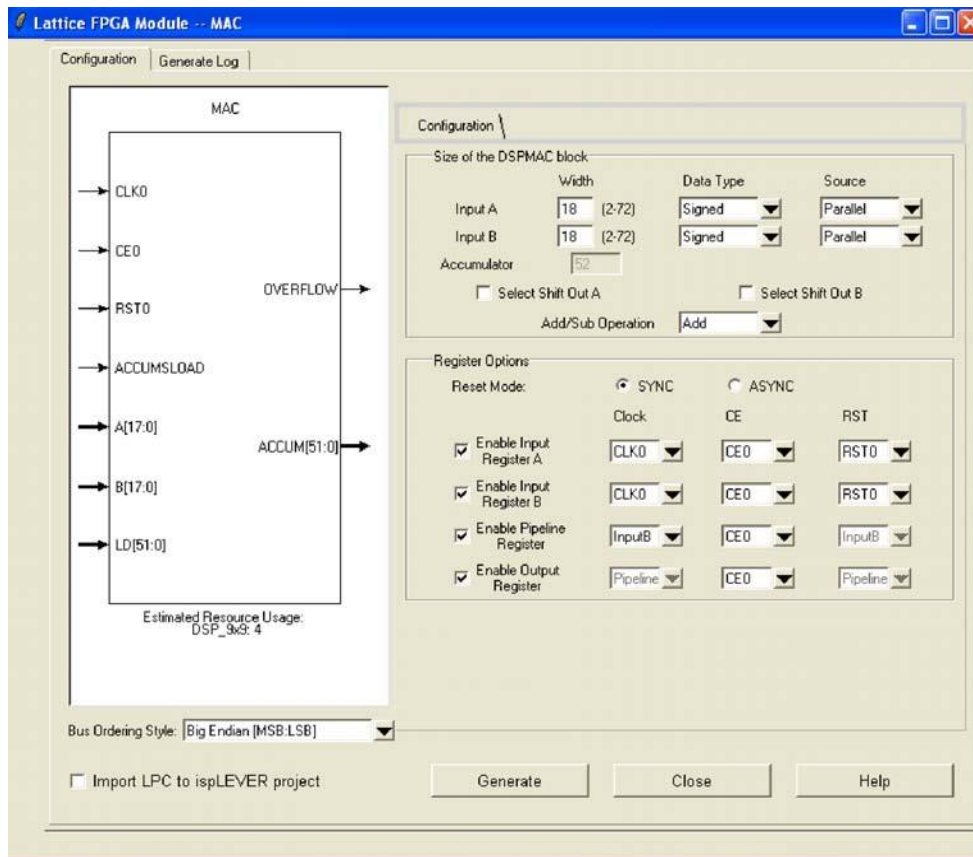 Lattice FPGA Module -- MAC
Configuration Generate Log
MAC
CLK0
CE0
RST0
ACCUMSLOAD
A[17:0]
B[17:0]
LD[51:0]
OVERFLOW
ACCUM[51:0]
Estimated Resource Usage:
DSP_9x9: 4
Configuration
Size of the DSPMAC block
Width Data Type Source
Input A 18 (2-72) Signed Parallel
Input B 18 (2-72) Signed Parallel
Accumulator 52
Select Shift Out A Select Shift Out B
Add/Sub Operation Add
Register Options
Reset Mode: SYNC ASYNC
Clock CE RST
Enable Input
Register A CLK0 CE0 RST0
Enable Input
Register B CLK0 CE0 RST0
Enable Pipeline
Register InputB CE0 InputB
Enable Output
Register Pipeline CE0 Pipeline
Bus Ordering Style: Big Endian [MSB:LSB]
Import LPC to ispLEVER project
Generate Close Help